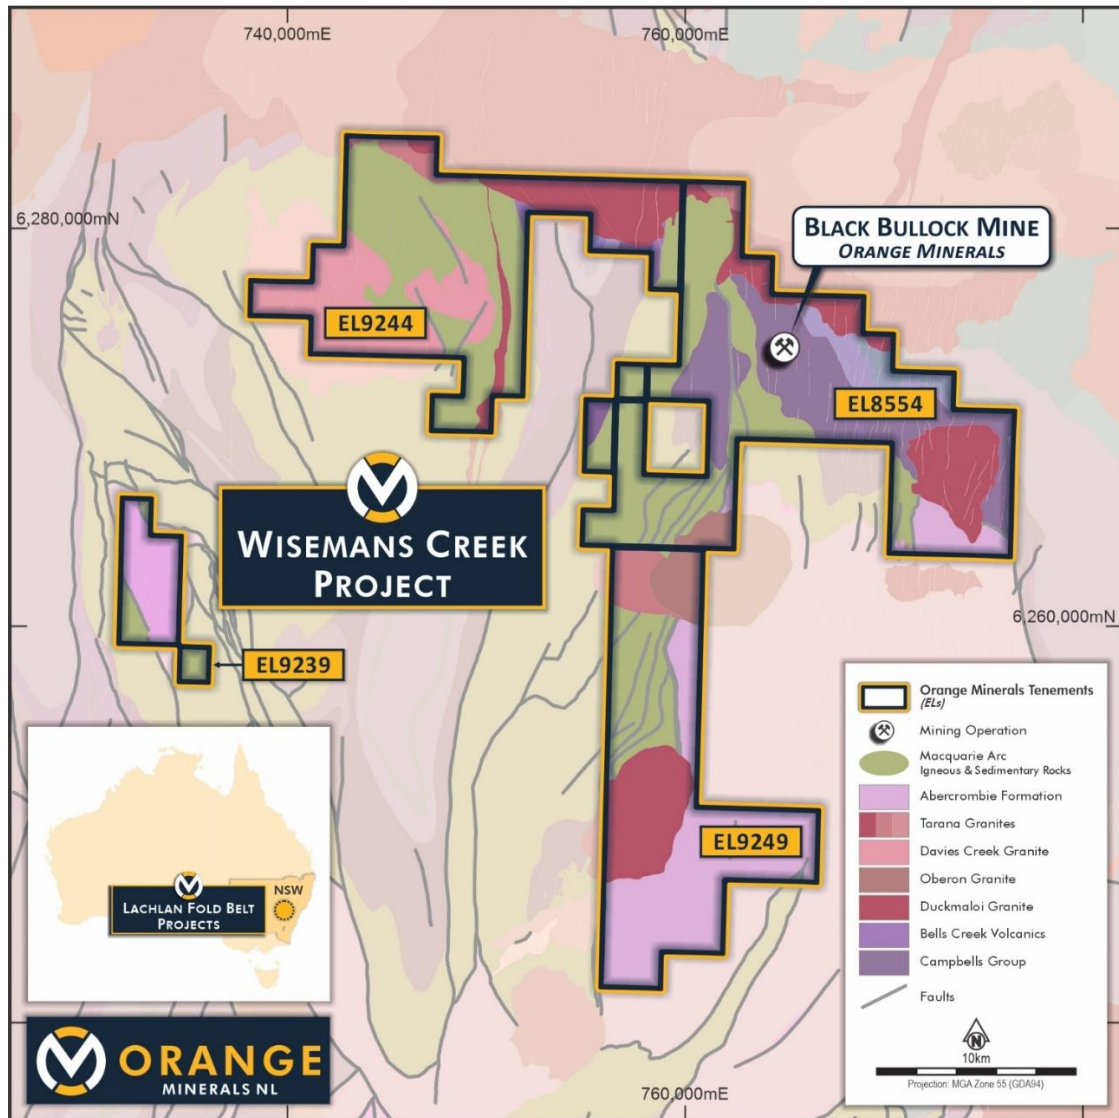 740,000mE
760,000mE
6,280,000mN
BLACK BULLOCK MINE
ORANGE MINERALS
EL9244
EL8554
WISEMANS CREEK
PROJECT
6,260,000mN
EL9239
EL9249
Orange Minerals Tenements
(ELs)
Mining Operation
Macquarie Arc
Igneous & Sedimentary Rocks
Abercrombie Formation
Tarana Granites
Davies Creek Granite
Oberon Granite
Duckmaloi Granite
Bells Creek Volcanics
Campbells Group
Faults
N
10km
Projection: MGA Zone 55 (GDA94)
NSW
LACHLAN FOLD BELT
PROJECTS
ORANGE
MINERALS NL
760,000mE